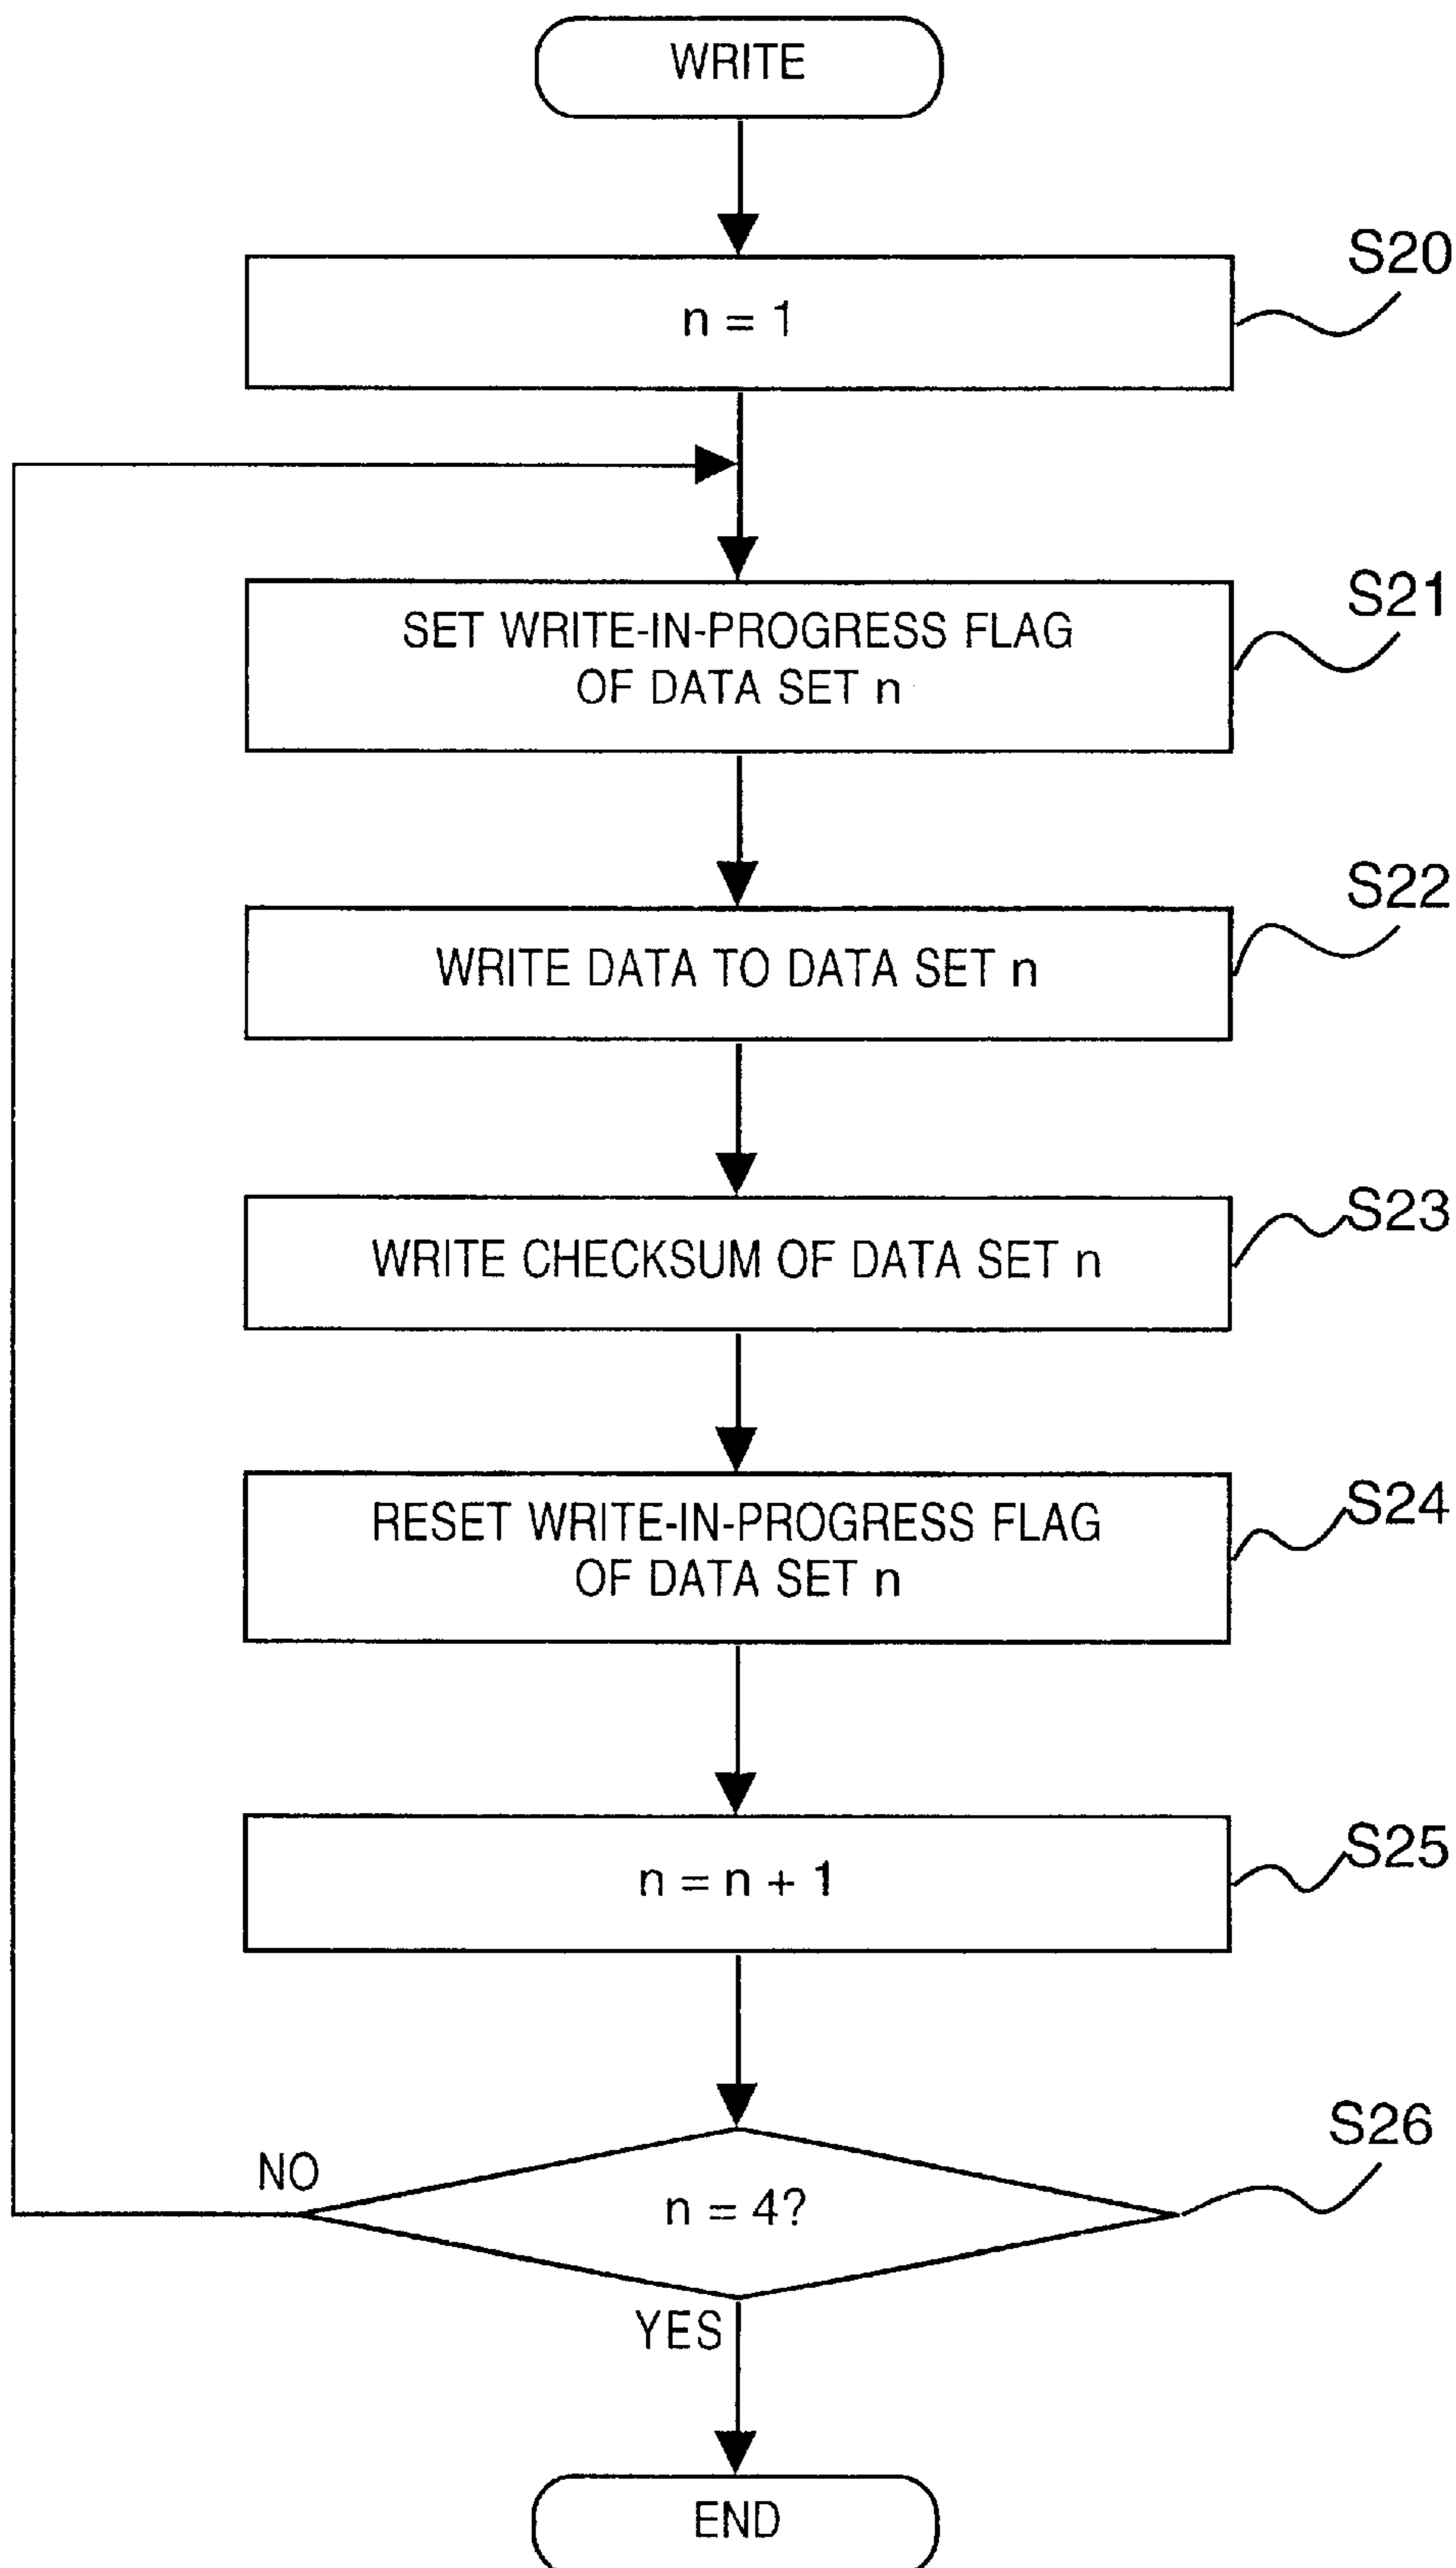 WRITE
S20
n = 1
S21
SET WRITE-IN-PROGRESS FLAG
OF DATA SET n
S22
WRITE DATA TO DATA SET n
S23
WRITE CHECKSUM OF DATA SET n
S24
RESET WRITE-IN-PROGRESS FLAG
OF DATA SET n
S25
n = n + 1
S26
NO
n = 4?
YES
END